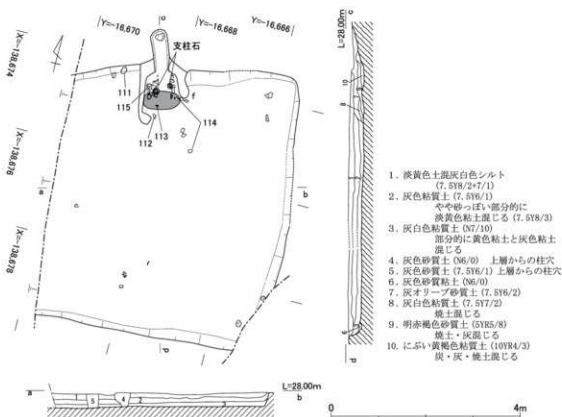 Y=-16,670
Y=-16,668
Y=-16,666
X=-138,674
X=-138,676
X=-138,678
c
支柱石
111
115
f
114
113
112
a
b
d
L=28.00m
c
10
9
8
6
d
1. 淡黄色土混灰白色シルト
(7.5Y8/2+7/1)
2. 灰色粘質土 (7.5Y6/1)
やや砂っぽい部分的に
淡黄色粘土混じる (7.5Y8/3)
3. 灰白色粘質土 (N7/10)
部分的に黄色粘土と灰色粘土
混じる
4. 灰色砂質土 (N6/0) 上層からの柱穴
5. 灰色砂質土 (7.5Y6/1) 上層からの柱穴
6. 灰色砂質粘土 (N6/0)
7. 灰オリーブ砂質土 (7.5Y6/2)
8. 灰白色粘質土 (7.5Y7/2)
焼土混じる
9. 明赤褐色砂質土 (5YR5/8)
焼土・灰混じる
10. にぶい黄褐色粘質土 (10YR4/3)
炭・灰・焼土混じる
L=28.00m
a
b
5
4
2
3
0
4m